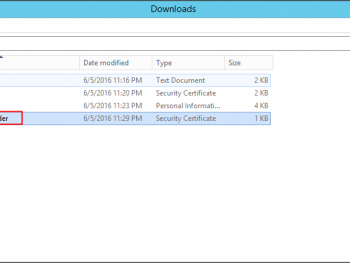 Downloads
Date modified Type Size
6/5/2016 11:16 PM Text Document 2 KB
6/5/2016 11:20 PM Security Certificate 2 KB
6/5/2016 11:23 PM Personal Informati... 4 KB
der 6/5/2016 11:29 PM Security Certificate 1 KB